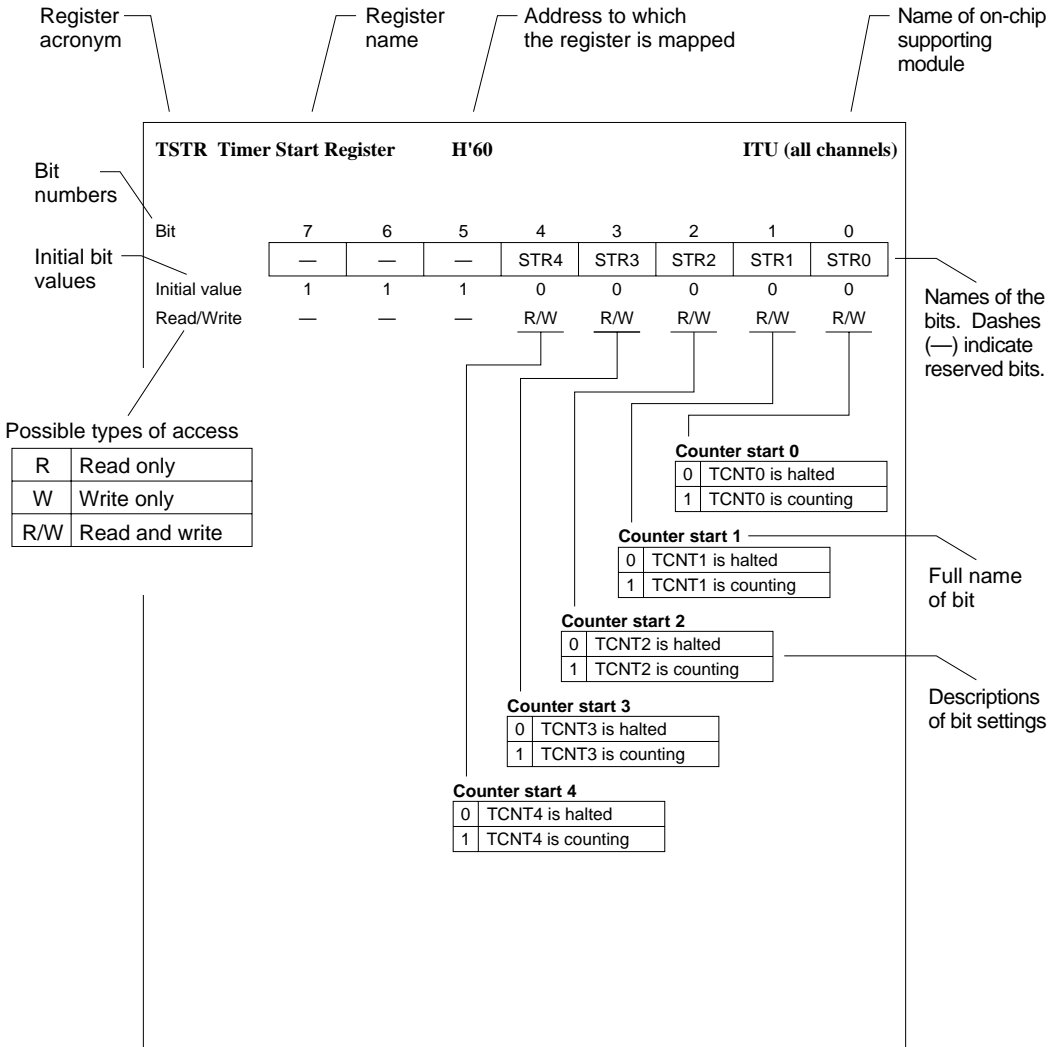 Register
acronym
Register
name
Address to which
the register is mapped
Name of on-chip
supporting
module
TSTR Timer Start Register H'60 ITU (all channels)
Bit
numbers
Bit 7 6 5 4 3 2 1 0
— — — STR4 STR3 STR2 STR1 STR0
Initial bit
values
Initial value 1 1 1 0 0 0 0 0
Read/Write — — — R/W R/W R/W R/W R/W
Names of the
bits. Dashes
(—) indicate
reserved bits.
Possible types of access
R Read only
W Write only
R/W Read and write
Counter start 0
0 TCNT0 is halted
1 TCNT0 is counting
Counter start 1
0 TCNT1 is halted
1 TCNT1 is counting
Full name
of bit
Counter start 2
0 TCNT2 is halted
1 TCNT2 is counting
Descriptions
of bit settings
Counter start 3
0 TCNT3 is halted
1 TCNT3 is counting
Counter start 4
0 TCNT4 is halted
1 TCNT4 is counting